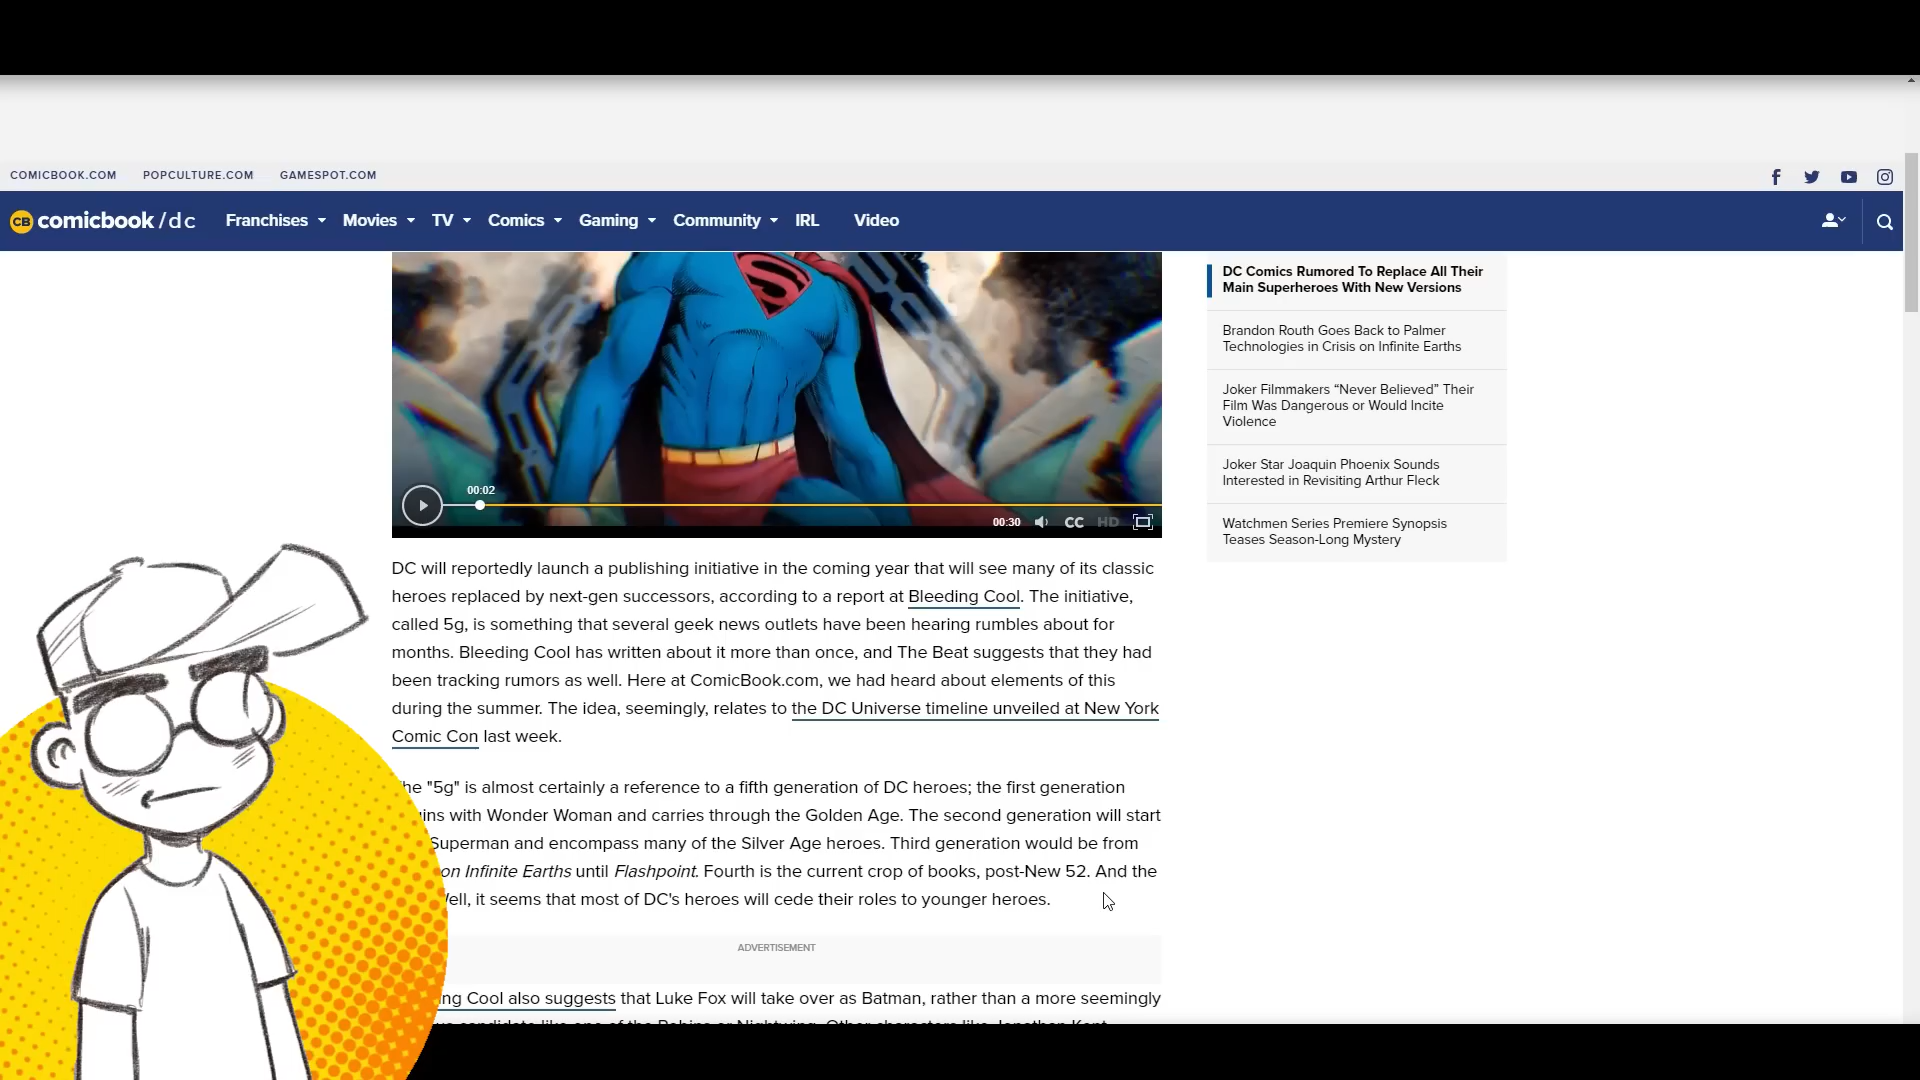 COMICBOOK.COM POPCULTURE.COM GAMESPOT.COM
CB comicbook/dc Franchises Movies TV Comics Gaming Community IRL Video
S
00:02
00:30 CC HD
DC will reportedly launch a publishing initiative in the coming year that will see many of its classic
heroes replaced by next-gen successors, according to a report at Bleeding Cool. The initiative,
called 5g, is something that several geek news outlets have been hearing rumbles about for
months. Bleeding Cool has written about it more than once, and The Beat suggests that they had
been tracking rumors as well. Here at ComicBook.com, we had heard about elements of this
during the summer. The idea, seemingly, relates to the DC Universe timeline unveiled at New York
Comic Con last week.
he "5g" is almost certainly a reference to a fifth generation of DC heroes; the first generation
ins with Wonder Woman and carries through the Golden Age. The second generation will start
Superman and encompass many of the Silver Age heroes. Third generation would be from
on Infinite Earths until Flashpoint. Fourth is the current crop of books, post-New 52. And the
ell, it seems that most of DC's heroes will cede their roles to younger heroes.
ADVERTISEMENT
ng Cool also suggests that Luke Fox will take over as Batman, rather than a more seemingly
candidate like one of the Robins or Nightwing. Other characters like Jonathan Kent
DC Comics Rumored To Replace All Their
Main Superheroes With New Versions
Brandon Routh Goes Back to Palmer
Technologies in Crisis on Infinite Earths
Joker Filmmakers “Never Believed” Their
Film Was Dangerous or Would Incite
Violence
Joker Star Joaquin Phoenix Sounds
Interested in Revisiting Arthur Fleck
Watchmen Series Premiere Synopsis
Teases Season-Long Mystery